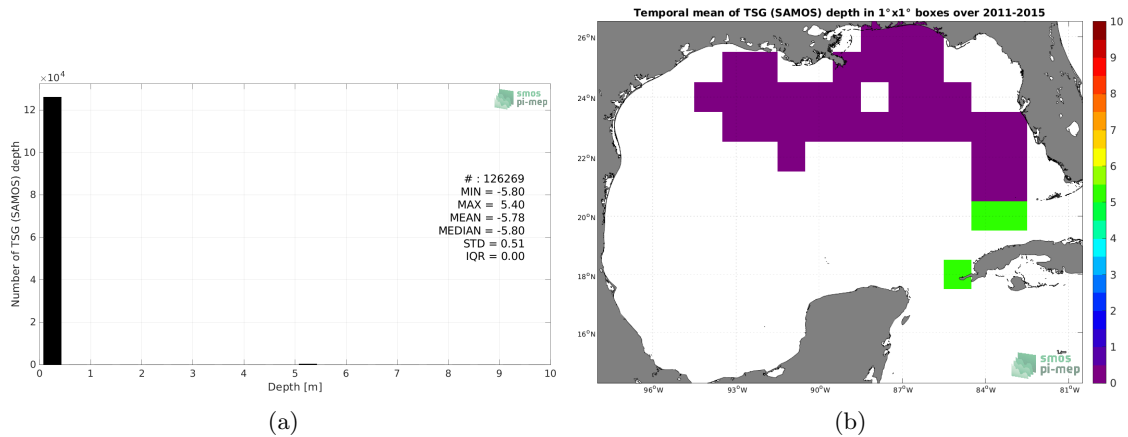 ×10⁴
12
10
8
6
4
2
0
Number of TSG (SAMOS) depth
smos
pi-mep
# : 126269
MIN = -5.80
MAX = 5.40
MEAN = -5.78
MEDIAN = -5.80
STD = 0.51
IQR = 0.00
0 1 2 3 4 5 6 7 8 9 10
Depth [m]
(a)
Temporal mean of TSG (SAMOS) depth in 1°x1° boxes over 2011-2015
26°N
24°N
22°N
20°N
18°N
16°N
96°W 93°W 90°W 87°W 84°W 81°W
smos
pi-mep
10
9
8
7
6
5
4
3
2
1
0
(b)